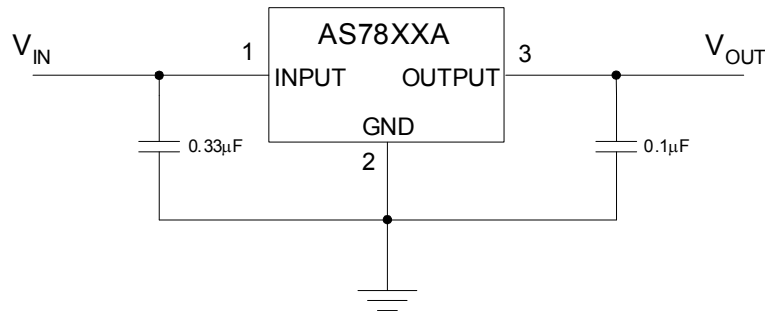 AS78XXA
V_IN
1
3
V_OUT
INPUT
OUTPUT
GND
2
0.33µF
0.1µF